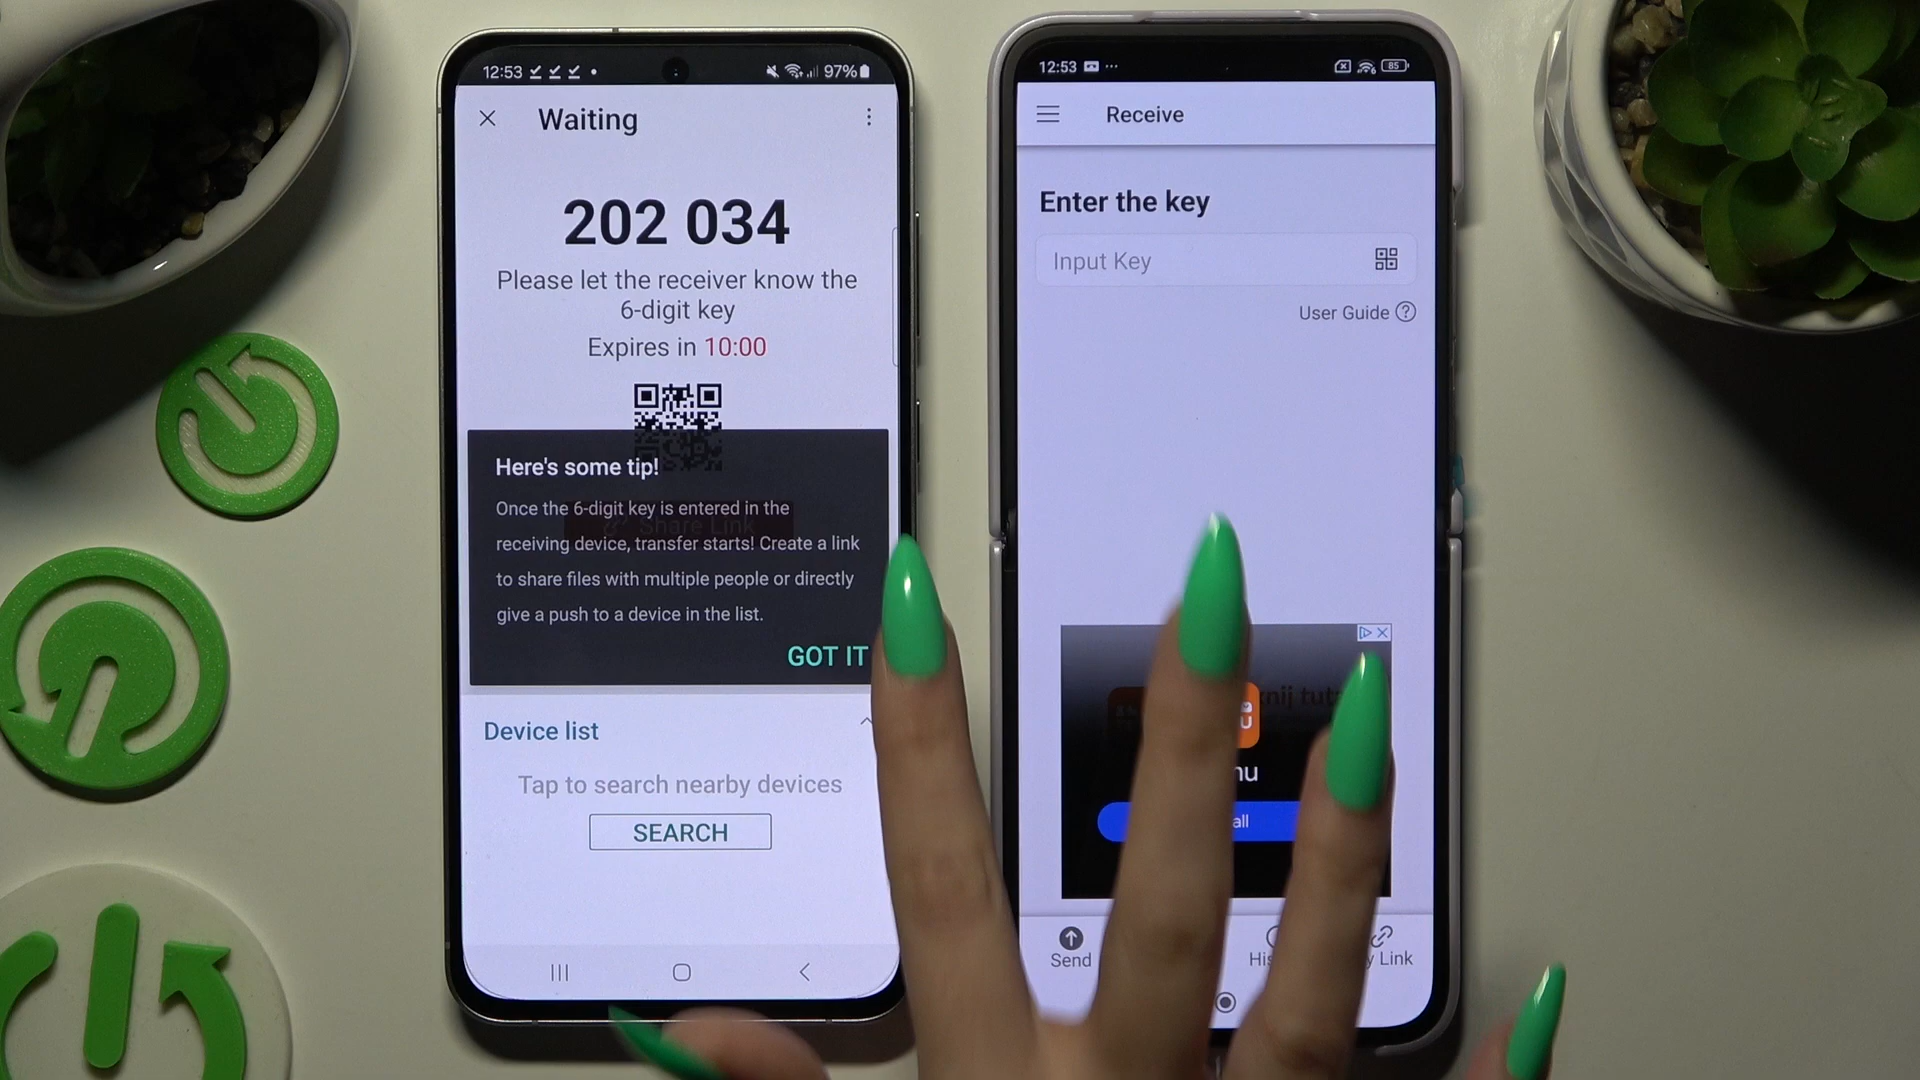 12:53
97%
Waiting
202 034
Please let the receiver know the
6-digit key
Expires in 10:00
Here's some tip!
Once the 6-digit key is entered in the
Share Link
receiving device, transfer starts! Create a link
to share files with multiple people or directly
give a push to a device in the list.
GOT IT
Device list
Tap to search nearby devices
SEARCH
12:53
85
Receive
Enter the key
Input Key
User Guide
Send
Link